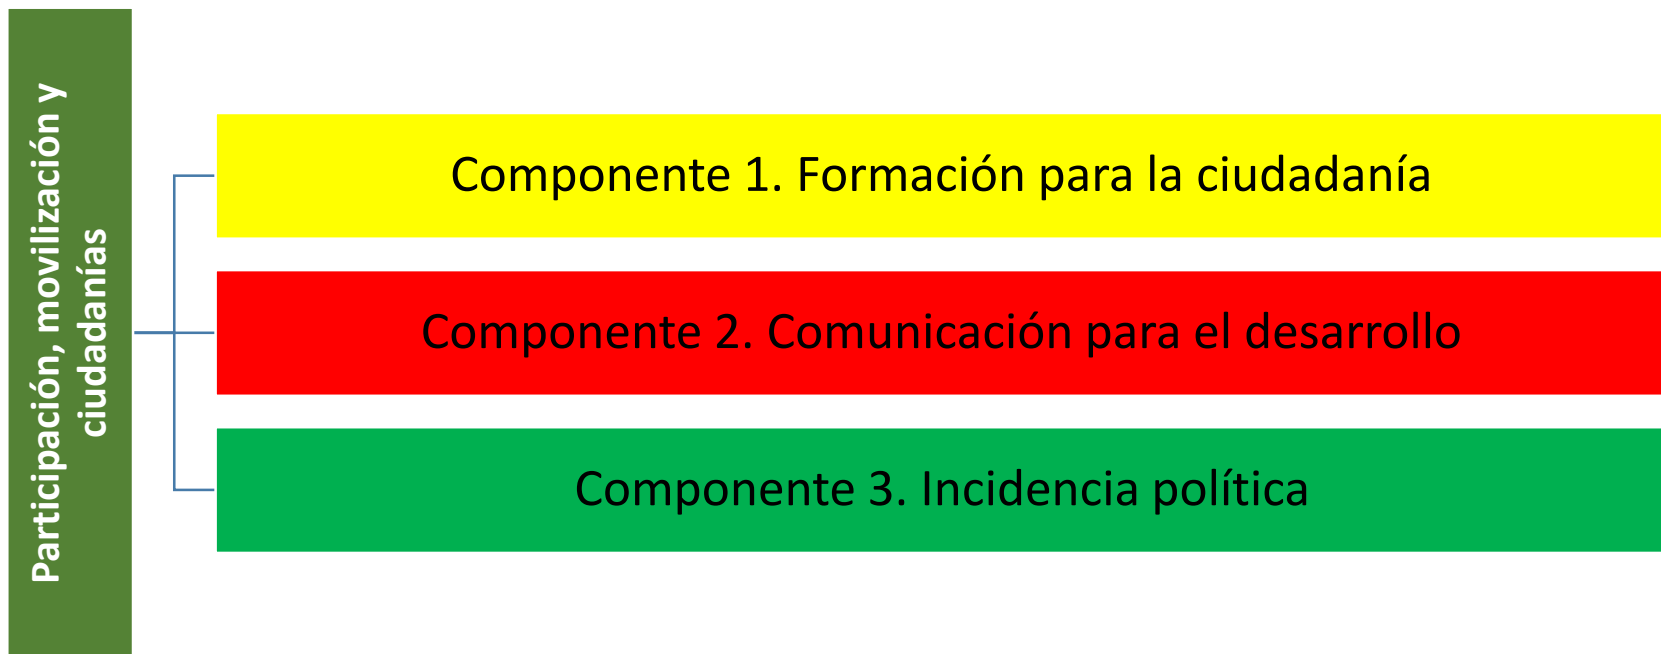 Participación, movilización y
ciudadanías
Componente 1. Formación para la ciudadanía
Componente 2. Comunicación para el desarrollo
Componente 3. Incidencia política